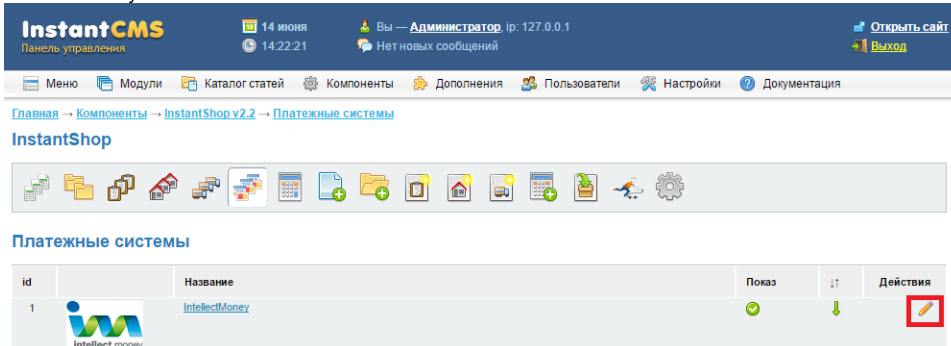 InstantCMS
Панель управления
14 июня
14:22:21
Вы — Администратор, ip: 127.0.0.1
Нет новых сообщений
Открыть сайт
Выход
Меню Модули Каталог статей Компоненты Дополнения Пользователи Настройки Документация
Главная → Компоненты → InstantShop v2.2 → Платежные системы
InstantShop
Платежные системы
id Название Показ ↓↑ Действия
1 IntellectMoney
intellect money